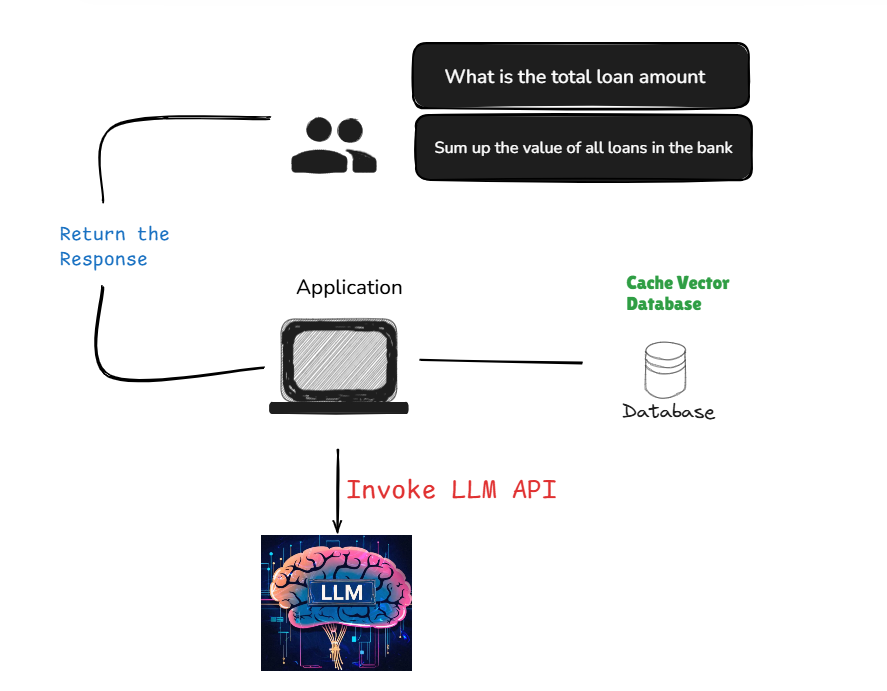 What is the total loan amount
Sum up the value of all loans in the bank
Return the
Response
Application
Cache Vector
Database
Database
Invoke LLM API
LLM